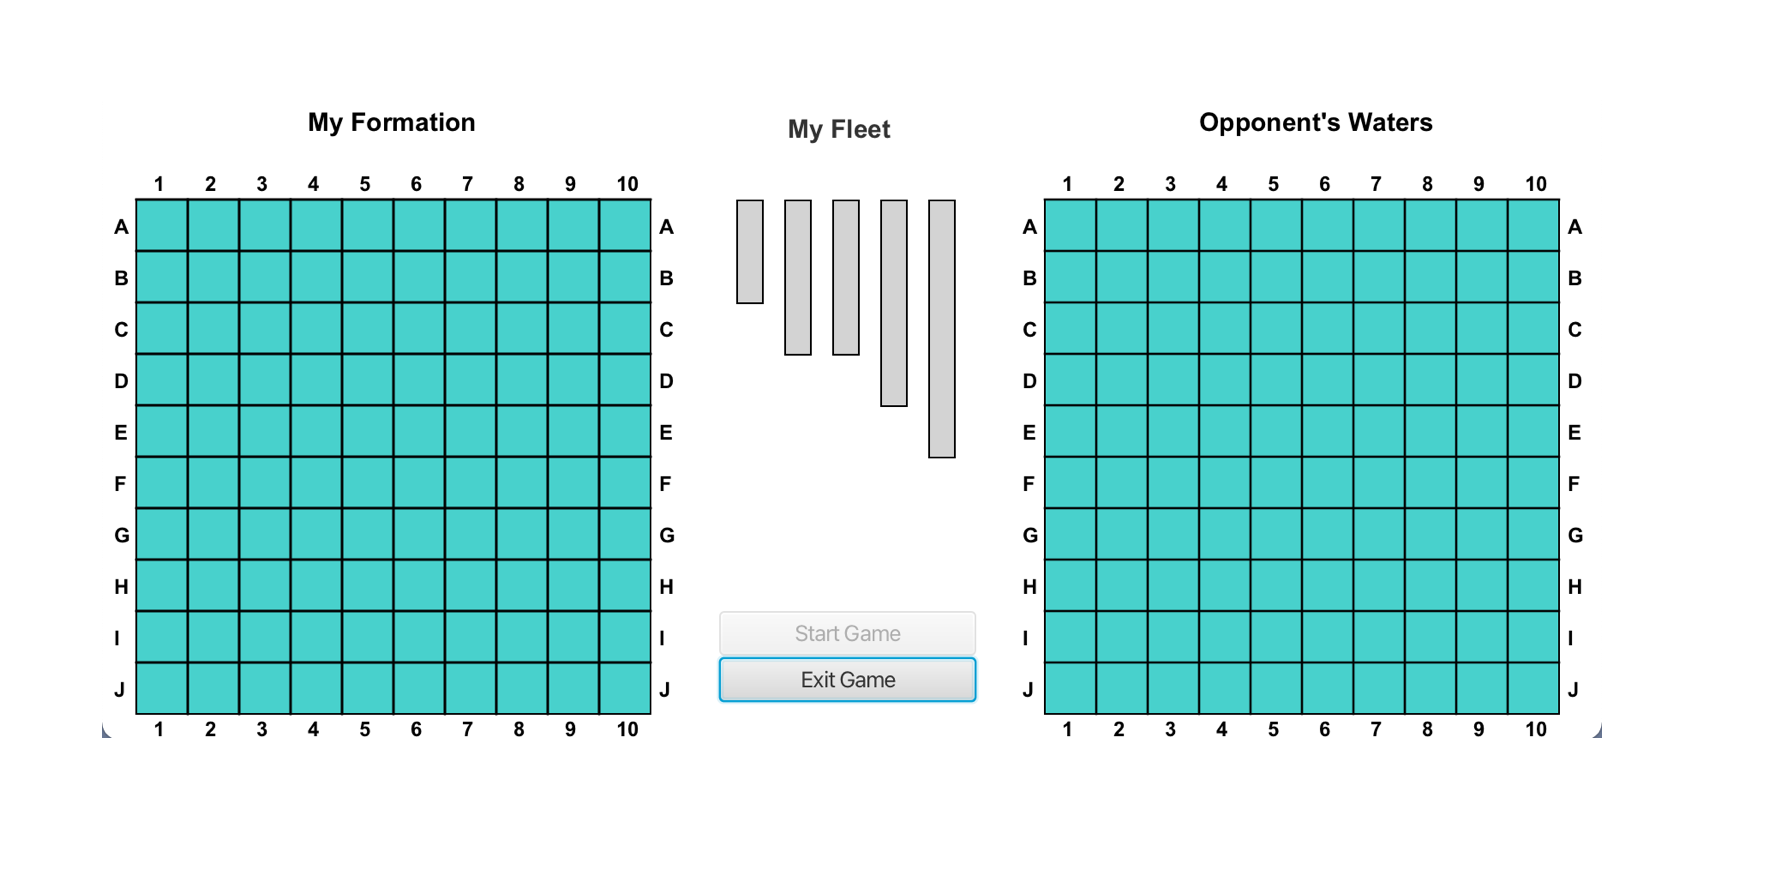 My Formation
1 2 3 4 5 6 7 8 9 10
A A
B B
C C
D D
E E
F F
G G
H H
I I
J J
1 2 3 4 5 6 7 8 9 10
My Fleet
Start Game
Exit Game
Opponent's Waters
1 2 3 4 5 6 7 8 9 10
A A
B B
C C
D D
E E
F F
G G
H H
I I
J J
1 2 3 4 5 6 7 8 9 10